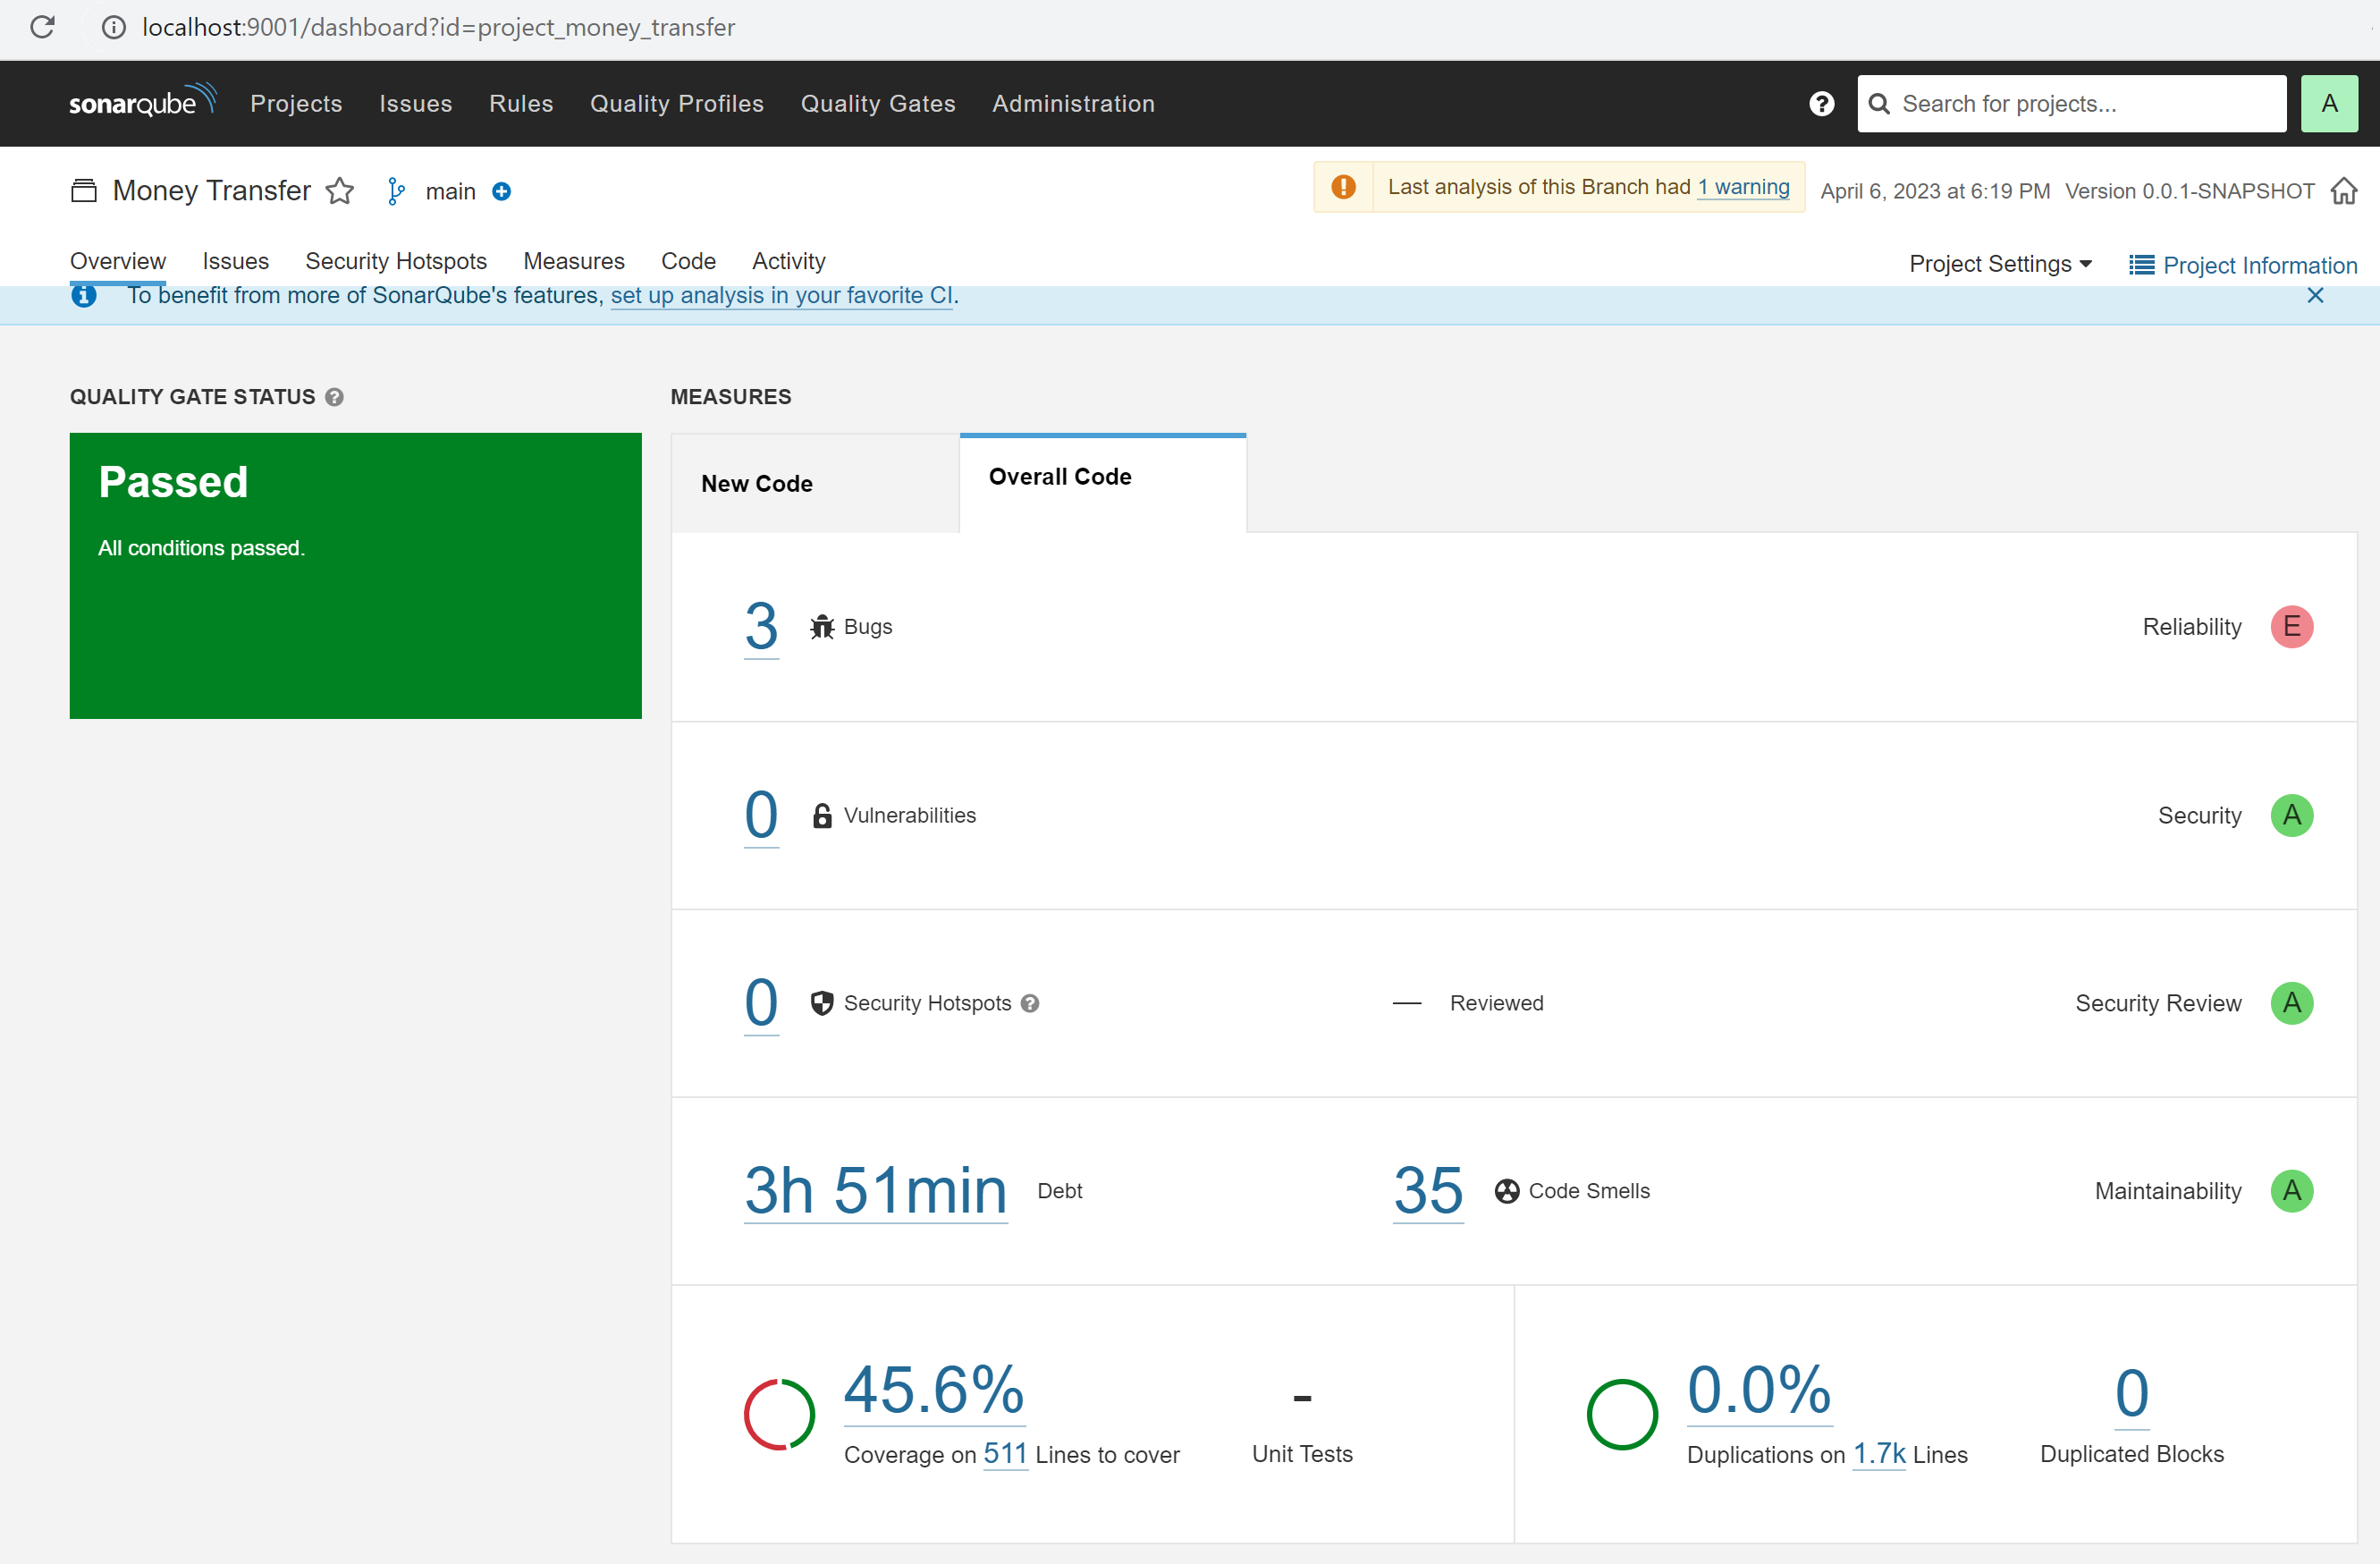 localhost:9001/dashboard?id=project_money_transfer
sonarqube Projects Issues Rules Quality Profiles Quality Gates Administration Search for projects... A
Money Transfer main Last analysis of this Branch had 1 warning April 6, 2023 at 6:19 PM Version 0.0.1-SNAPSHOT
Overview Issues Security Hotspots Measures Code Activity Project Settings Project Information
To benefit from more of SonarQube's features, set up analysis in your favorite CI.
QUALITY GATE STATUS
Passed
All conditions passed.
MEASURES
New Code Overall Code
3 Bugs Reliability E
0 Vulnerabilities Security A
0 Security Hotspots Reviewed Security Review A
3h 51min Debt 35 Code Smells Maintainability A
45.6% -
Coverage on 511 Lines to cover Unit Tests
0.0% 0
Duplications on 1.7k Lines Duplicated Blocks